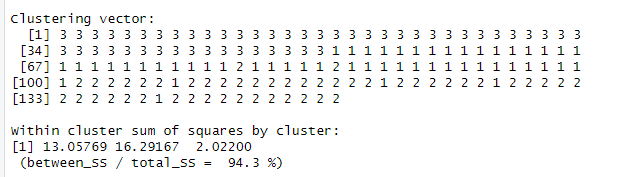 Clustering vector:
[1] 3 3 3 3 3 3 3 3 3 3 3 3 3 3 3 3 3 3 3 3 3 3 3 3 3 3 3 3 3 3 3 3 3
[34] 3 3 3 3 3 3 3 3 3 3 3 3 3 3 3 3 3 1 1 1 1 1 1 1 1 1 1 1 1 1 1 1 1
[67] 1 1 1 1 1 1 1 1 1 1 1 2 1 1 1 1 1 2 1 1 1 1 1 1 1 1 1 1 1 1 1 1 1
[100] 1 2 2 2 2 2 2 1 2 2 2 2 2 2 2 2 2 2 2 2 1 2 2 2 2 2 2 1 2 2 2 2 2
[133] 2 2 2 2 2 2 1 2 2 2 2 2 2 2 2 2 2 2
Within cluster sum of squares by cluster:
[1] 13.05769 16.29167 2.02200
(between_SS / total_SS = 94.3 %)